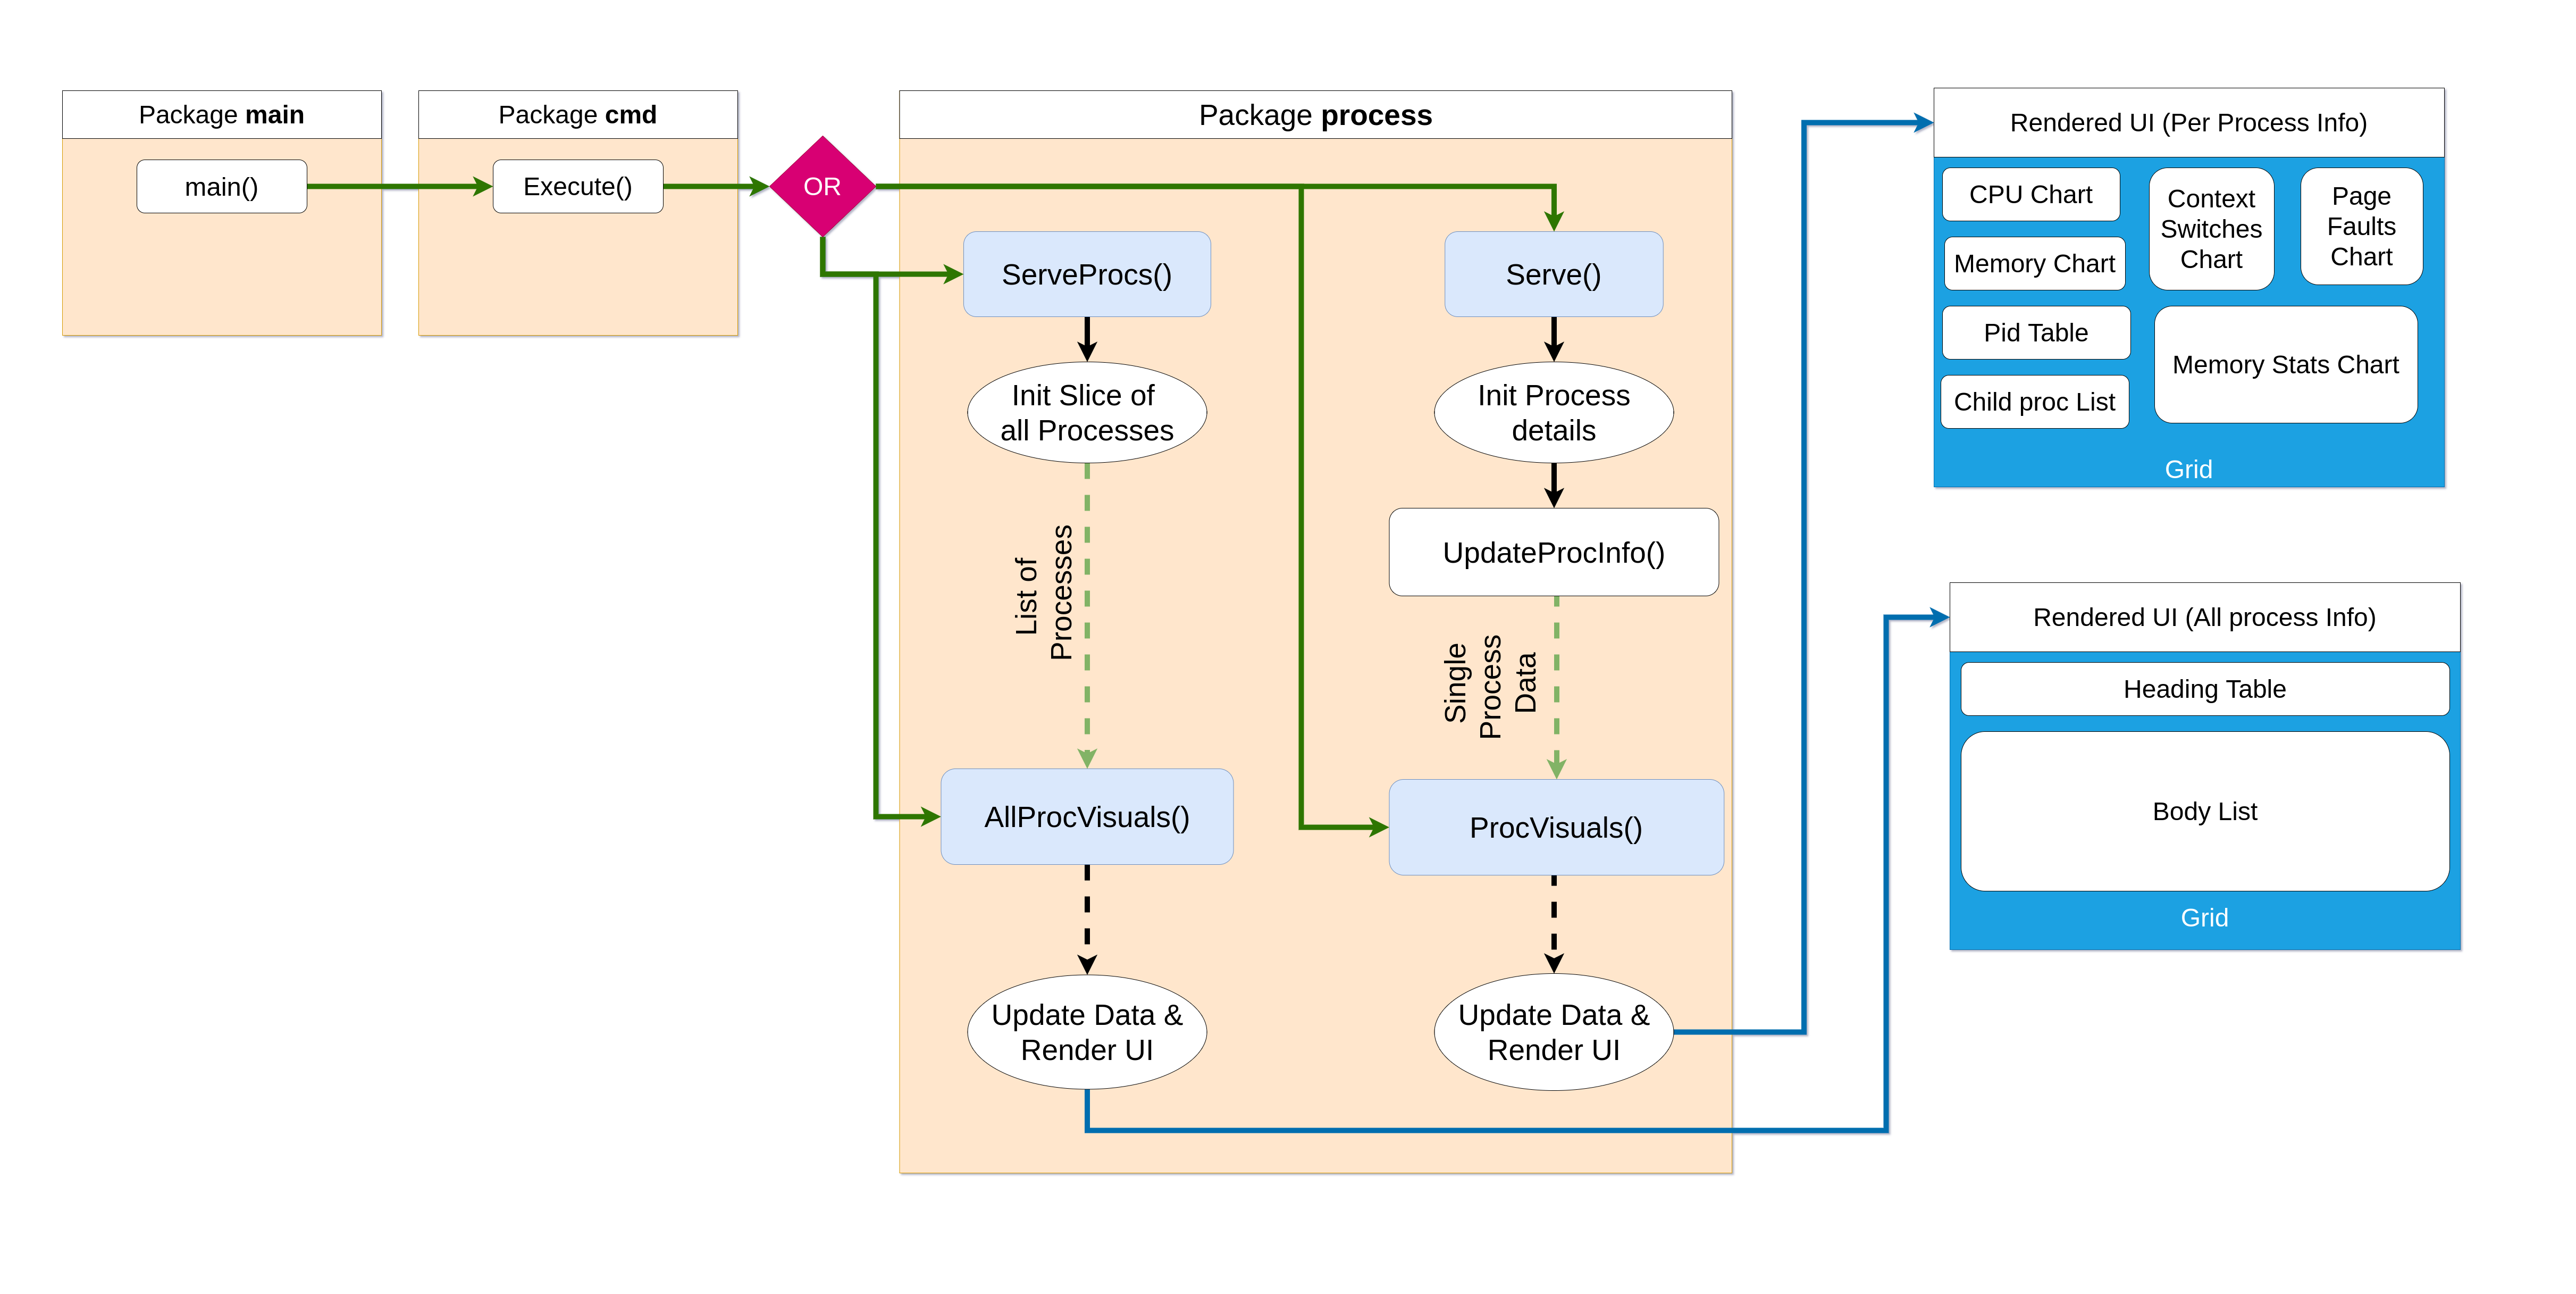 Package main
main()
Package cmd
Execute()
OR
Package process
ServeProcs()
Init Slice of
all Processes
List of
Processes
AllProcVisuals()
Update Data &
Render UI
Serve()
Init Process
details
UpdateProcInfo()
Single
Process
Data
ProcVisuals()
Update Data &
Render UI
Rendered UI (Per Process Info)
CPU Chart
Memory Chart
Pid Table
Child proc List
Context
Switches
Chart
Page
Faults
Chart
Memory Stats Chart
Grid
Rendered UI (All process Info)
Heading Table
Body List
Grid